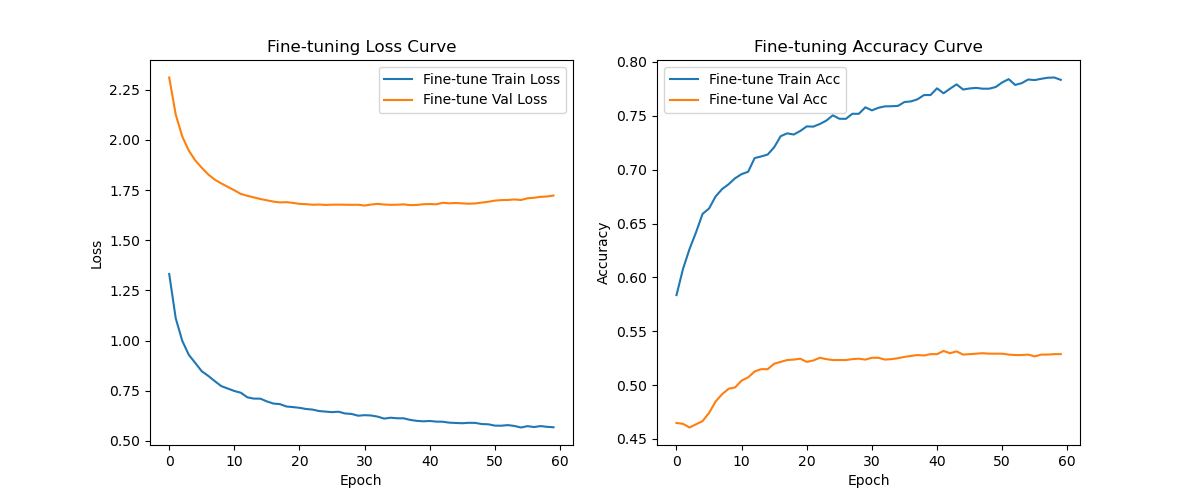 Fine-tuning Loss Curve
Fine-tune Train Loss
Fine-tune Val Loss
2.25
2.00
1.75
1.50
1.25
1.00
0.75
0.50
Loss
0 10 20 30 40 50 60
Epoch
Fine-tuning Accuracy Curve
Fine-tune Train Acc
Fine-tune Val Acc
0.80
0.75
0.70
0.65
0.60
0.55
0.50
0.45
Accuracy
0 10 20 30 40 50 60
Epoch